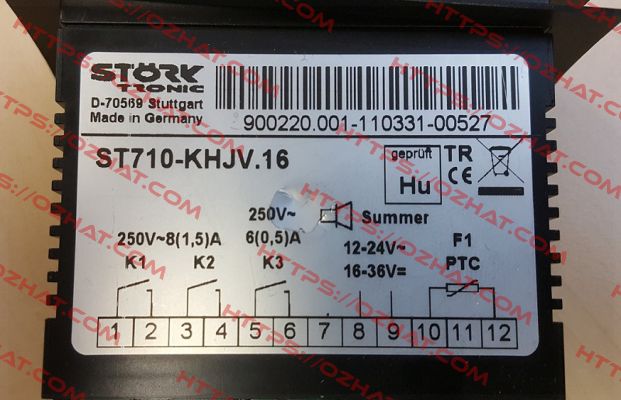 STÖRK
TRONIC
D-70569 Stuttgart
Made in Germany
900220.001-110331-00527
ST710-KHJV.16
geprüft
Hu
TR
CE
250V~
Summer
250V~8(1,5)A
6(0,5)A
12-24V~
F1
K1
K2
K3
16-36V=
PTC
1 2 3 4 5 6 7 8 9 10 11 12
HTTPS://OZHAT.COM